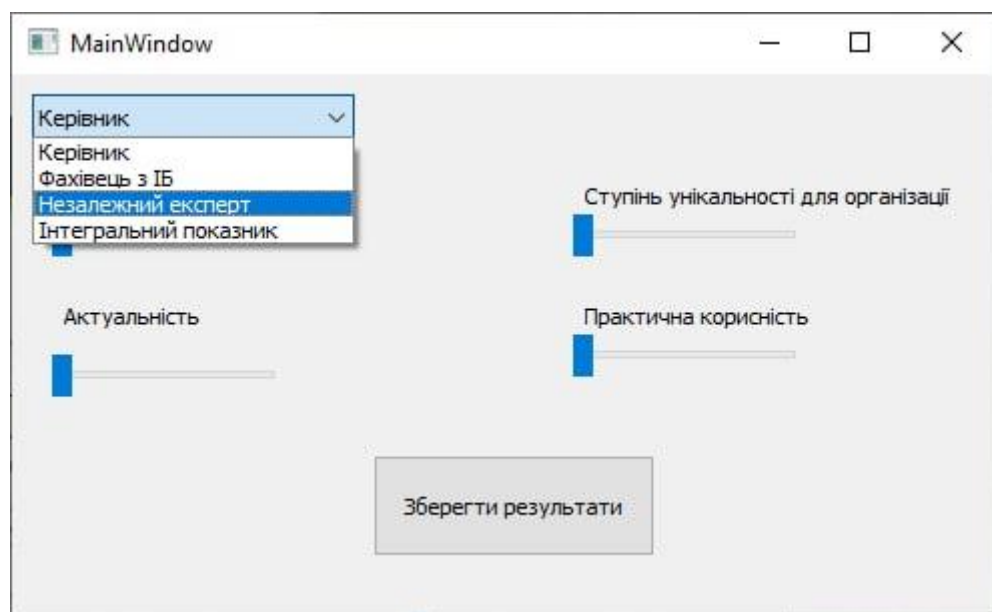 MainWindow
Керівник
Керівник
Фахівець з ІБ
Незалежний експерт
Інтегральний показник
Ступінь унікальності для організації
Актуальність
Практична корисність
Зберегти результати